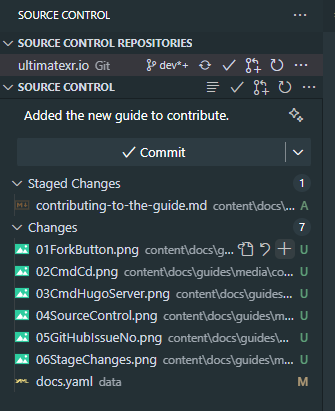 SOURCE CONTROL
SOURCE CONTROL REPOSITORIES
ultimatexr.io Git dev*+
SOURCE CONTROL
Added the new guide to contribute.
Commit
Staged Changes 1
contributing-to-the-guide.md content\docs\... A
Changes 7
01ForkButton.png content\docs\g... U
02CmdCd.png content\docs\guides\media\co... U
03CmdHugoServer.png content\docs\guides... U
04SourceControl.png content\docs\guides\... U
05GitHubIssueNo.png content\docs\guides... U
06StageChanges.png content\docs\guides\m... U
docs.yaml data M